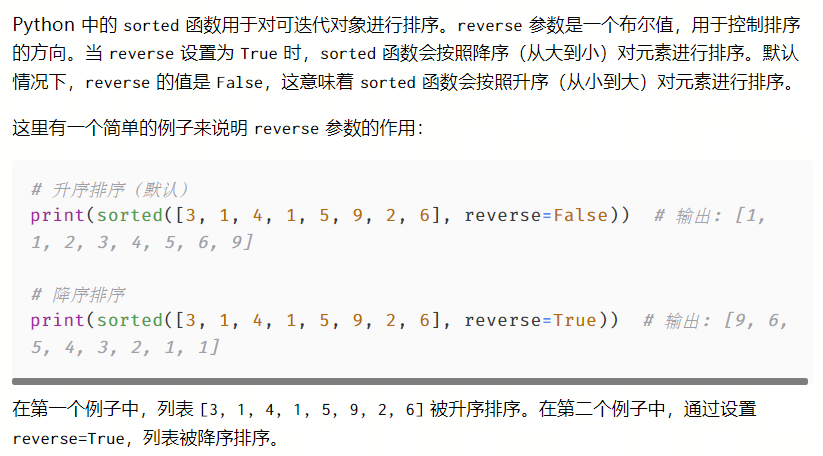 Python 中的 sorted 函数用于对可迭代对象进行排序。reverse 参数是一个布尔值，用于控制排序
的方向。当 reverse 设置为 True 时，sorted 函数会按照降序（从大到小）对元素进行排序。默认
情况下，reverse 的值是 False，这意味着 sorted 函数会按照升序（从小到大）对元素进行排序。
这里有一个简单的例子来说明 reverse 参数的作用：
# 升序排序（默认）
print(sorted([3, 1, 4, 1, 5, 9, 2, 6], reverse=False))  # 输出: [1,
1, 2, 3, 4, 5, 6, 9]
# 降序排序
print(sorted([3, 1, 4, 1, 5, 9, 2, 6], reverse=True))  # 输出: [9, 6,
5, 4, 3, 2, 1, 1]
在第一个例子中，列表 [3, 1, 4, 1, 5, 9, 2, 6] 被升序排序。在第二个例子中，通过设置
reverse=True，列表被降序排序。